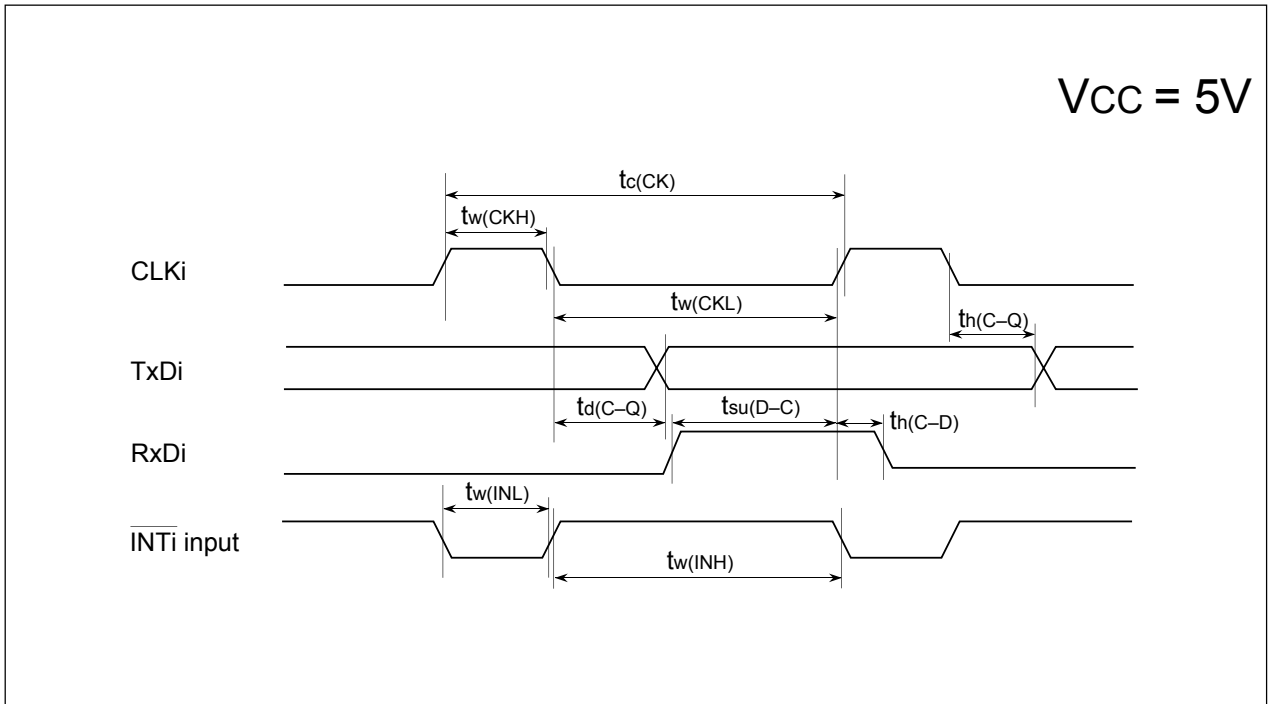 VCC = 5V
tc(CK)
tw(CKH)
CLKi
tw(CKL)
th(C–Q)
TxDi
td(C–Q)
tsu(D–C)
th(C–D)
RxDi
tw(INL)
INTi input
tw(INH)